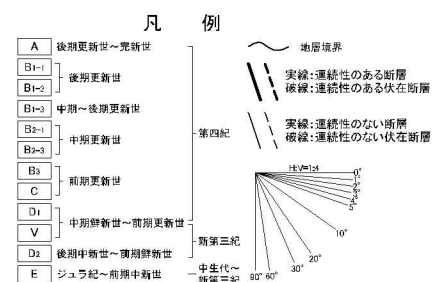 凡 例
A 後期更新世～完新世
B1-1
後期更新世
B1-2
B1-3 中期～後期更新世
B2-1
中期更新世
B2-3
B3
前期更新世
C
D1
中期鮮新世～前期更新世
V
D2 後期中新世～前期鮮新世
E ジュラ紀～前期中新世
第四紀
新第三紀
中生代～
新第三紀
地層境界
実線：連続性のある断層
破線：連続性のある伏在断層
実線：連続性のない断層
破線：連続性のない伏在断層
H:V=1:4
0°
1°
2°
3°
4°
5°
10°
20°
30°
60°
90°